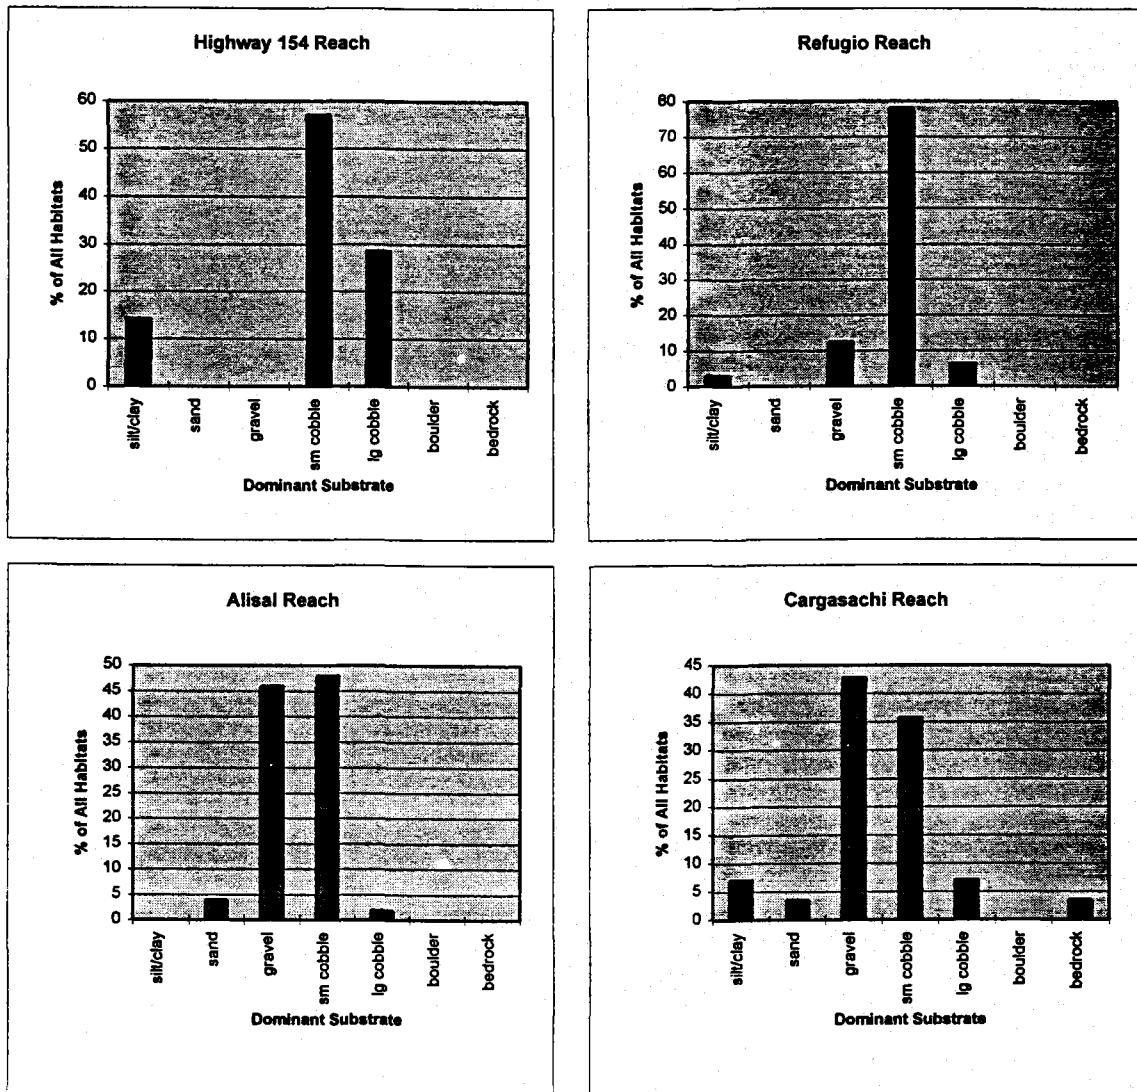 Highway 154 Reach
% of All Habitats
60
50
40
30
20
10
0
silt/clay
sand
gravel
sm cobble
lg cobble
boulder
bedrock
Dominant Substrate
Refugio Reach
% of All Habitats
80
70
60
50
40
30
20
10
0
silt/clay
sand
gravel
sm cobble
lg cobble
boulder
bedrock
Dominant Substrate
Alisal Reach
% of All Habitats
50
45
40
35
30
25
20
15
10
5
0
silt/clay
sand
gravel
sm cobble
lg cobble
boulder
bedrock
Dominant Substrate
Cargasachi Reach
% of All Habitats
45
40
35
30
25
20
15
10
5
0
silt/clay
sand
gravel
sm cobble
lg cobble
boulder
bedrock
Dominant Substrate